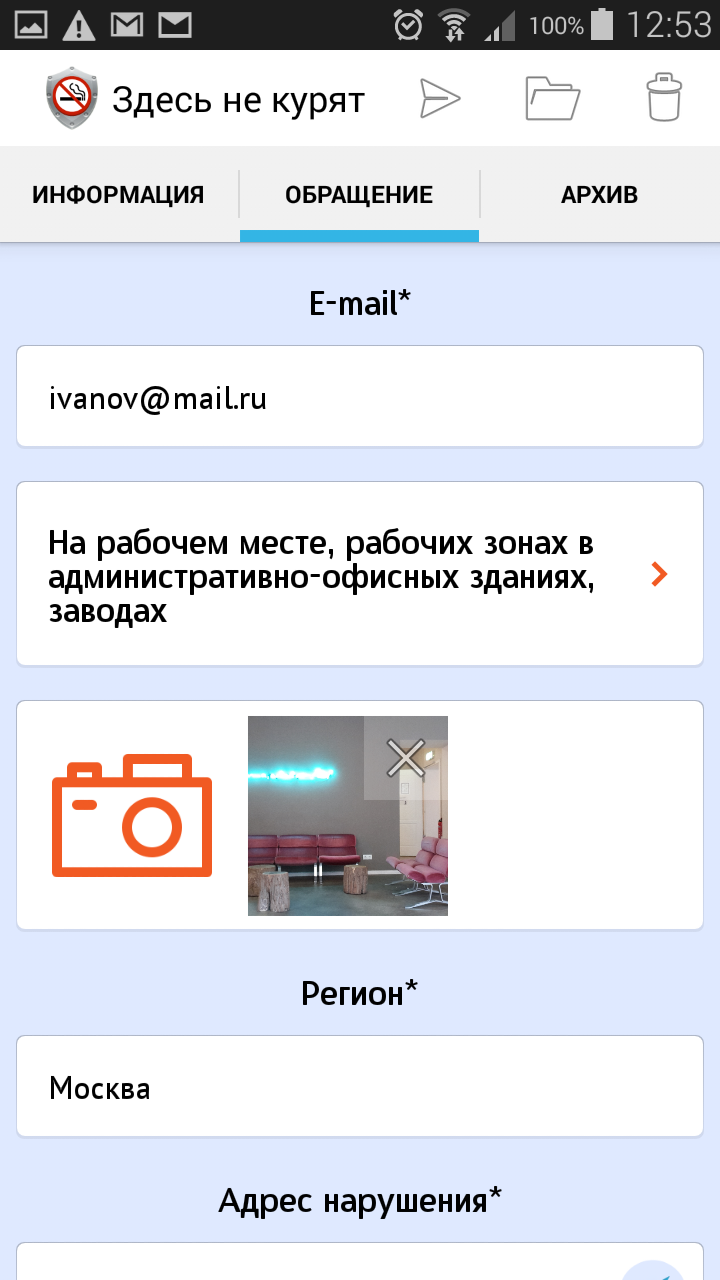 100% 12:53
Здесь не курят
ИНФОРМАЦИЯ ОБРАЩЕНИЕ АРХИВ
E-mail*
ivanov@mail.ru
На рабочем месте, рабочих зонах в
административно-офисных зданиях,
заводах
Регион*
Москва
Адрес нарушения*